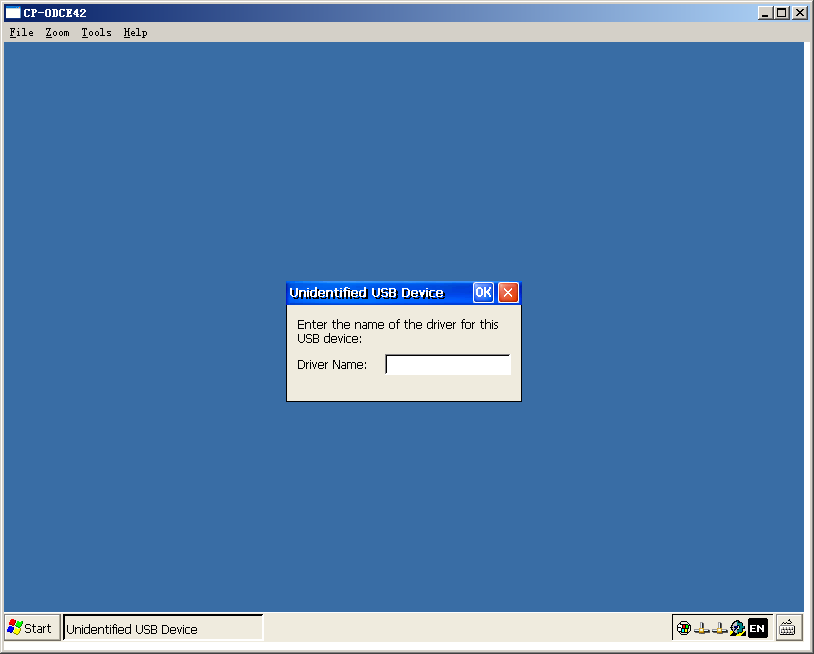 CP-ODCE42
File Zoom Tools Help
Unidentified USB Device OK
Enter the name of the driver for this
USB device:
Driver Name:
Start Unidentified USB Device EN